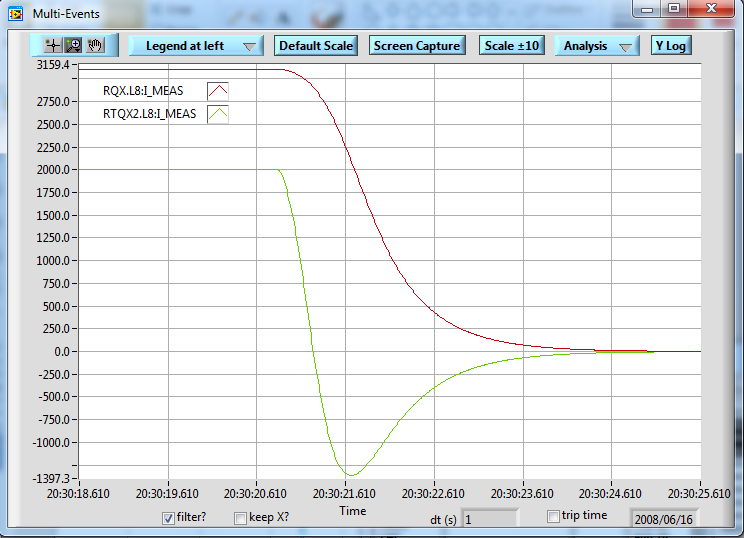 Multi-Events
Legend at left Default Scale Screen Capture Scale ±10 Analysis Y Log
3159.4
2750.0
2500.0
2250.0
2000.0
1750.0
1500.0
1250.0
1000.0
750.0
500.0
250.0
0.0
-250.0
-500.0
-750.0
-1000.0
-1397.3
RQX.L8:I_MEAS
RTQX2.L8:I_MEAS
20:30:18.610 20:30:19.610 20:30:20.610 20:30:21.610 20:30:22.610 20:30:23.610 20:30:24.610 20:30:25.610
Time
filter? keep X? dt (s) 1 trip time 2008/06/16